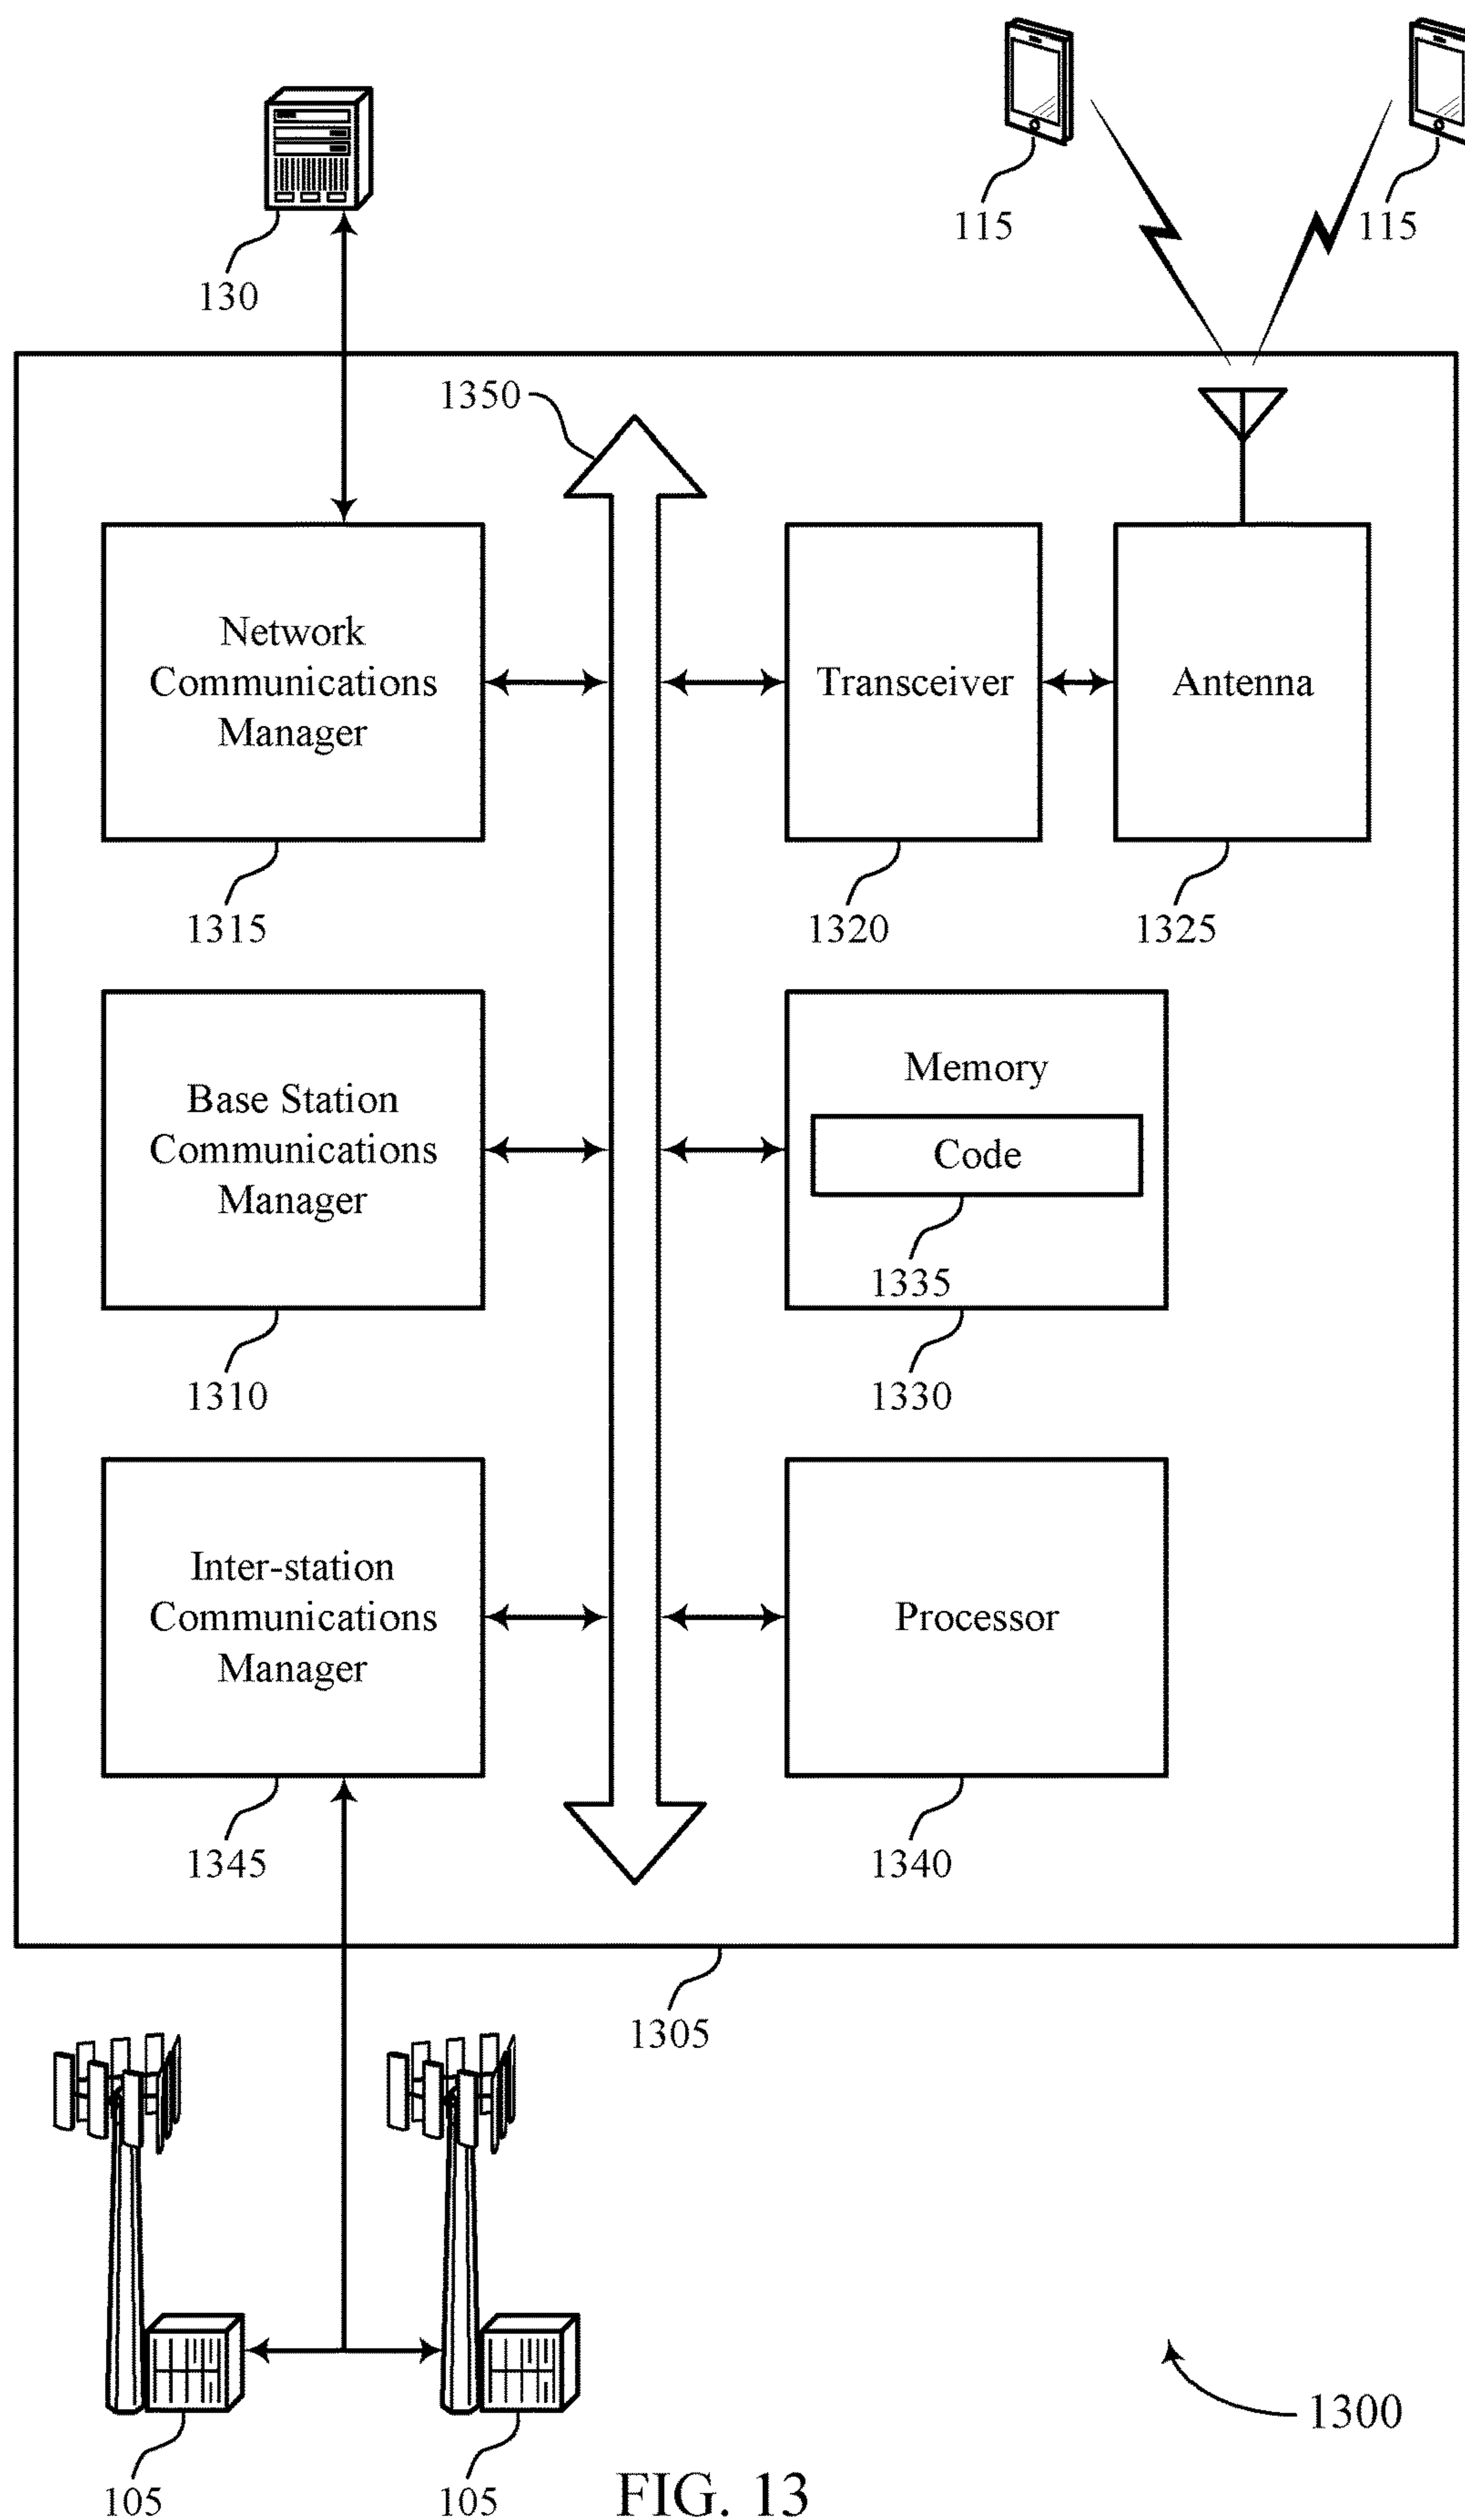 115
115
130
1350
Network
Communications
Manager
Transceiver
Antenna
1315
1320
1325
Base Station
Communications
Manager
Memory
Code
1335
1310
1330
Inter-station
Communications
Manager
Processor
1345
1340
1305
1300
105
105
FIG. 13